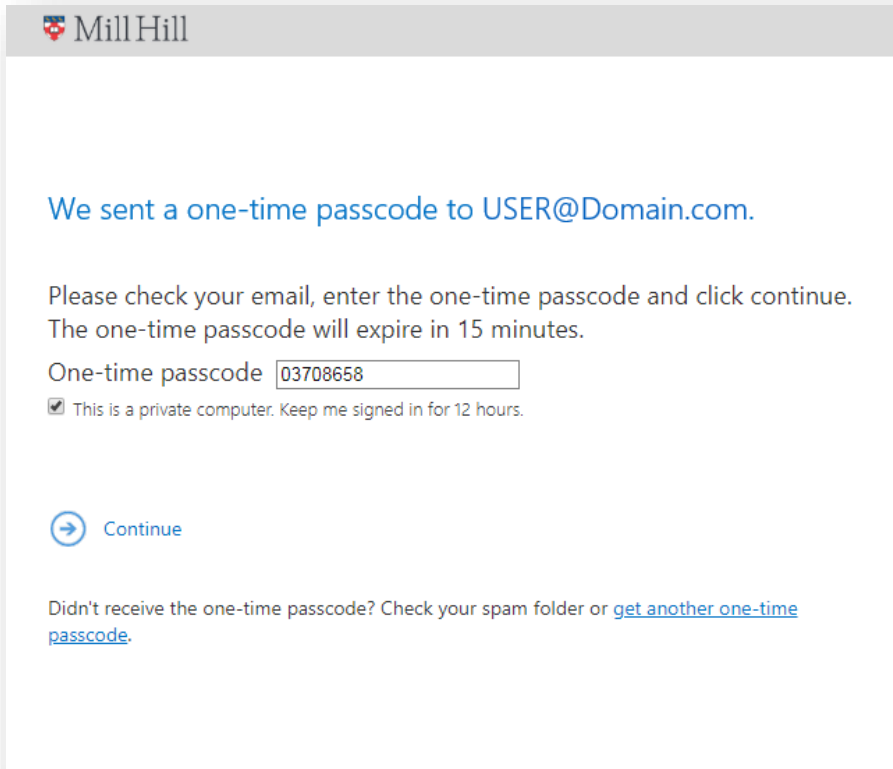 Mill Hill
We sent a one-time passcode to USER@Domain.com.
Please check your email, enter the one-time passcode and click continue.
The one-time passcode will expire in 15 minutes.
One-time passcode 03708658
This is a private computer. Keep me signed in for 12 hours.
Continue
Didn't receive the one-time passcode? Check your spam folder or get another one-time
passcode.